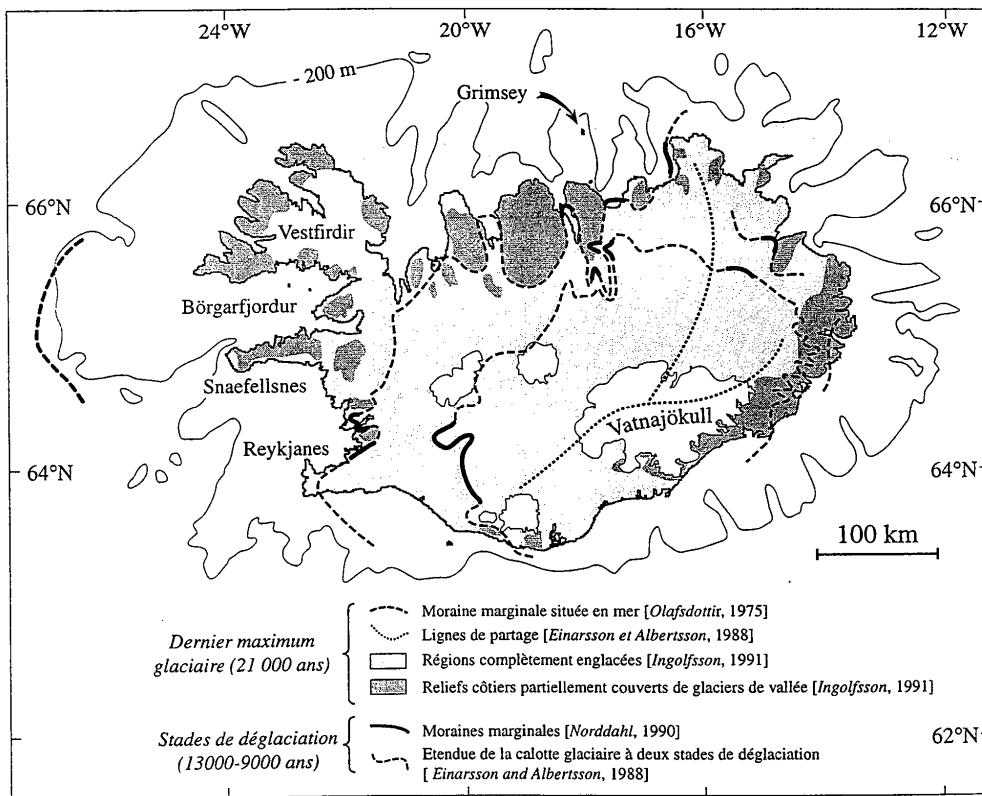 24°W 20°W 16°W 12°W
- 200 m
Grimsey
66°N 66°N
Vestfirdir
Börgarfjordur
Snaefellsnes
Vatnajökull
Reykjanes
64°N 64°N
100 km
Dernier maximum
glaciaire (21 000 ans)
Moraine marginale située en mer [Olafsdottir, 1975]
Lignes de partage [Einarsson et Albertsson, 1988]
Régions complètement englacées [Ingolfsson, 1991]
Reliefs côtiers partiellement couverts de glaciers de vallée [Ingolfsson, 1991]
Stades de déglaciation
(13000-9000 ans)
Moraines marginales [Norddahl, 1990]
Etendue de la calotte glaciaire à deux stades de déglaciation
[ Einarsson and Albertsson, 1988]
62°N